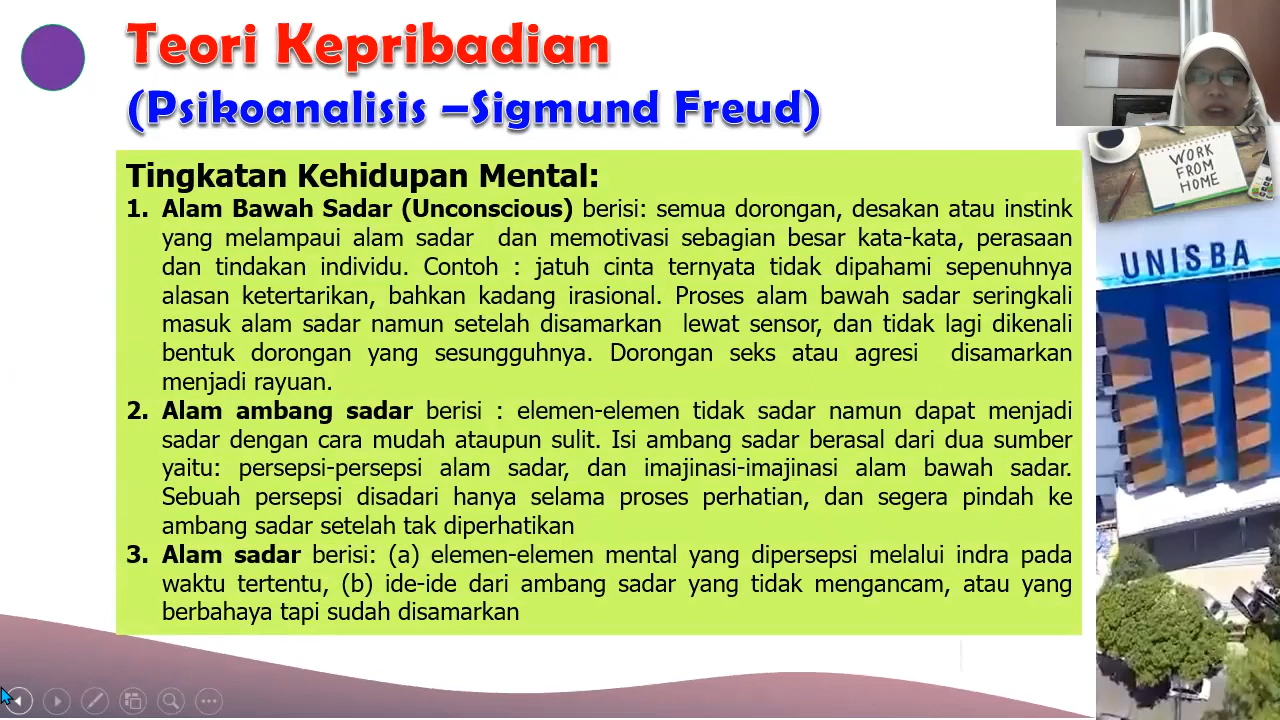 Teori Kepribadian
(Psikoanalisis –Sigmund Freud)
Tingkatan Kehidupan Mental:
1. Alam Bawah Sadar (Unconscious) berisi: semua dorongan, desakan atau instink
yang melampaui alam sadar dan memotivasi sebagian besar kata-kata, perasaan
dan tindakan individu. Contoh : jatuh cinta ternyata tidak dipahami sepenuhnya
alasan ketertarikan, bahkan kadang irasional. Proses alam bawah sadar seringkali
masuk alam sadar namun setelah disamarkan lewat sensor, dan tidak lagi dikenali
bentuk dorongan yang sesungguhnya. Dorongan seks atau agresi disamarkan
menjadi rayuan.
2. Alam ambang sadar berisi : elemen-elemen tidak sadar namun dapat menjadi
sadar dengan cara mudah ataupun sulit. Isi ambang sadar berasal dari dua sumber
yaitu: persepsi-persepsi alam sadar, dan imajinasi-imajinasi alam bawah sadar.
Sebuah persepsi disadari hanya selama proses perhatian, dan segera pindah ke
ambang sadar setelah tak diperhatikan
3. Alam sadar berisi: (a) elemen-elemen mental yang dipersepsi melalui indra pada
waktu tertentu, (b) ide-ide dari ambang sadar yang tidak mengancam, atau yang
berbahaya tapi sudah disamarkan
WORK
FROM
HOME
UNISBA